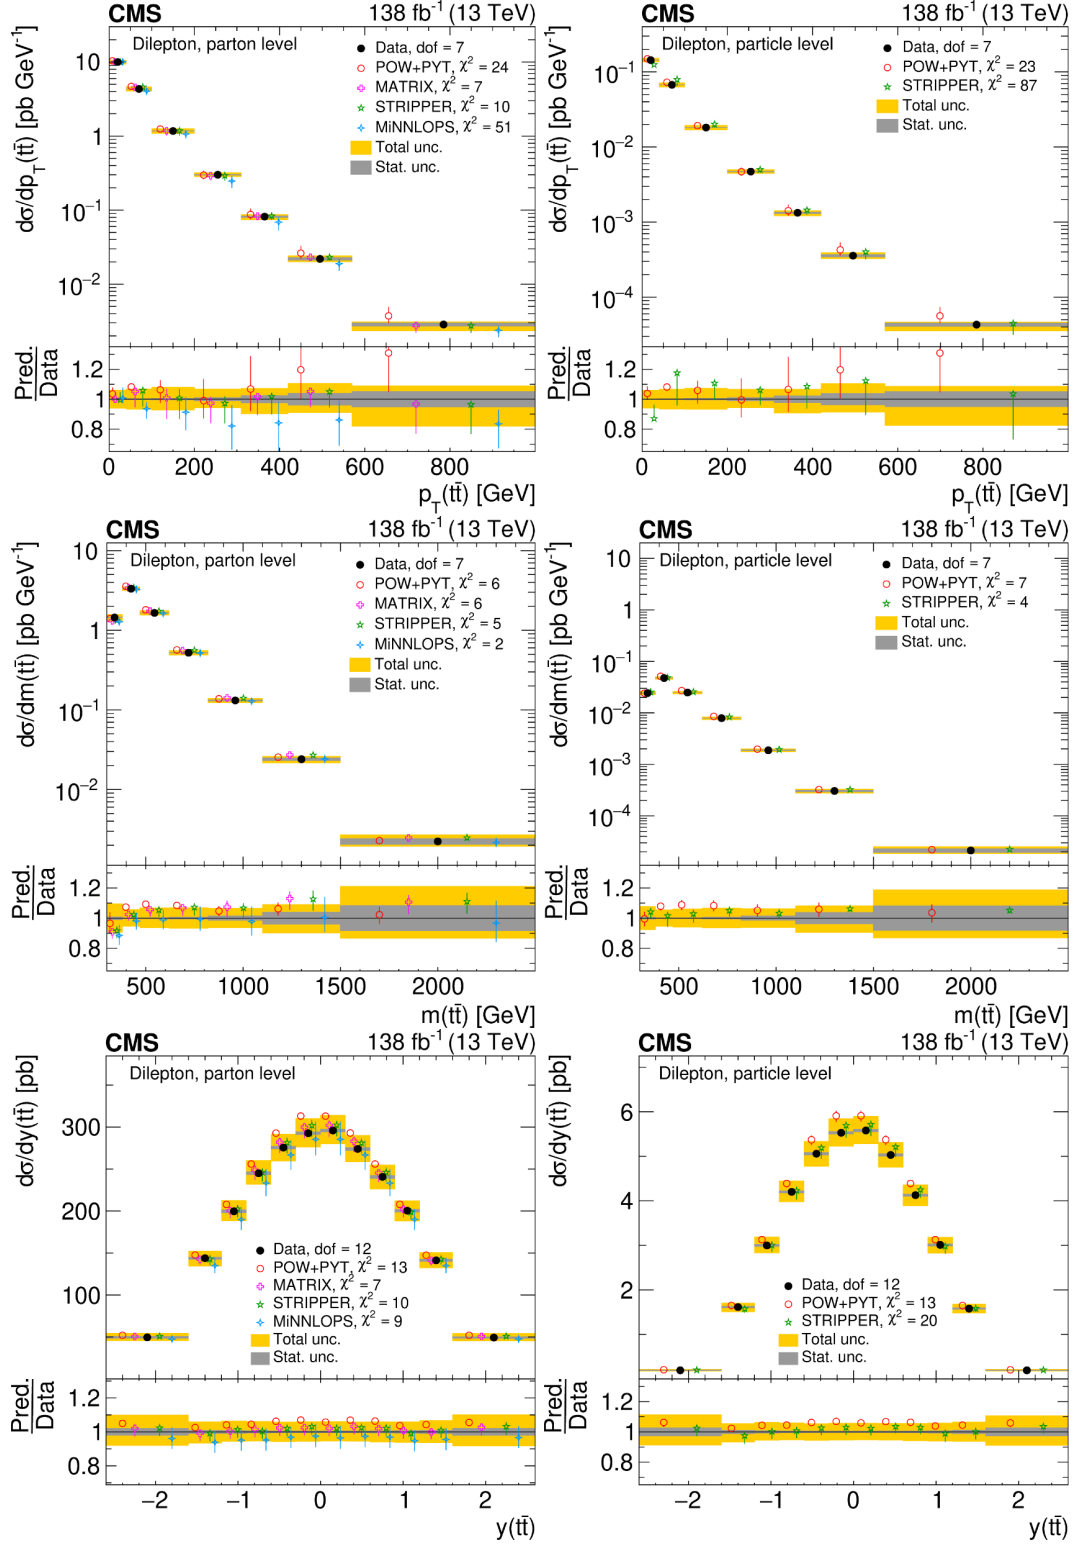 CMS 138 fb⁻¹ (13 TeV)
Dilepton, parton level
Data, dof = 7
POW+PYT, χ² = 24
MATRIX, χ² = 7
STRIPPER, χ² = 10
MiNNLOPS, χ² = 51
Total unc.
Stat. unc.
dσ/dp_T(tt̄) [pb GeV⁻¹]
10
1
10⁻¹
10⁻²
Pred.
Data
1.2
1
0.8
0 200 400 600 800
p_T(tt̄) [GeV]
CMS 138 fb⁻¹ (13 TeV)
Dilepton, particle level
Data, dof = 7
POW+PYT, χ² = 23
STRIPPER, χ² = 87
Total unc.
Stat. unc.
dσ/dp_T(tt̄) [pb GeV⁻¹]
10⁻¹
10⁻²
10⁻³
10⁻⁴
Pred.
Data
1.2
1
0.8
0 200 400 600 800
p_T(tt̄) [GeV]
CMS 138 fb⁻¹ (13 TeV)
Dilepton, parton level
Data, dof = 7
POW+PYT, χ² = 6
MATRIX, χ² = 6
STRIPPER, χ² = 5
MiNNLOPS, χ² = 2
Total unc.
Stat. unc.
dσ/dm(tt̄) [pb GeV⁻¹]
10
1
10⁻¹
10⁻²
Pred.
Data
1.2
1
0.8
500 1000 1500 2000
m(tt̄) [GeV]
CMS 138 fb⁻¹ (13 TeV)
Dilepton, particle level
Data, dof = 7
POW+PYT, χ² = 7
STRIPPER, χ² = 4
Total unc.
Stat. unc.
dσ/dm(tt̄) [pb GeV⁻¹]
10
1
10⁻¹
10⁻²
10⁻³
10⁻⁴
Pred.
Data
1.2
1
0.8
500 1000 1500 2000
m(tt̄) [GeV]
CMS 138 fb⁻¹ (13 TeV)
Dilepton, parton level
Data, dof = 12
POW+PYT, χ² = 13
MATRIX, χ² = 7
STRIPPER, χ² = 10
MiNNLOPS, χ² = 9
Total unc.
Stat. unc.
dσ/dy(tt̄) [pb]
300
200
100
Pred.
Data
1.2
1
0.8
−2 −1 0 1 2
y(tt̄)
CMS 138 fb⁻¹ (13 TeV)
Dilepton, particle level
Data, dof = 12
POW+PYT, χ² = 13
STRIPPER, χ² = 20
Total unc.
Stat. unc.
dσ/dy(tt̄) [pb]
6
4
2
Pred.
Data
1.2
1
0.8
−2 −1 0 1 2
y(tt̄)